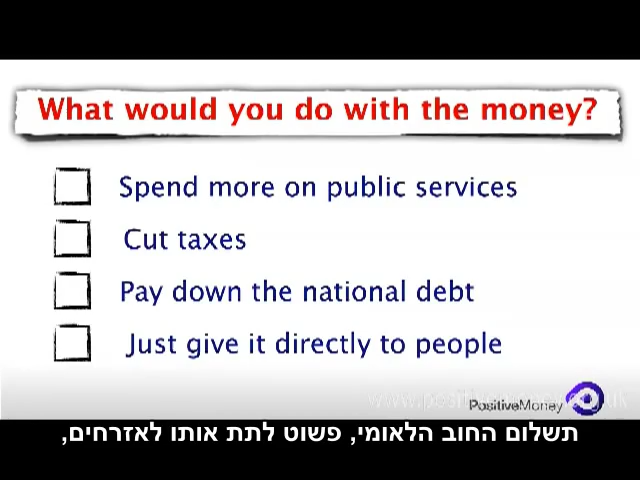 What would you do with the money?
Spend more on public services
Cut taxes
Pay down the national debt
Just give it directly to people
PositiveMoney
תשלום החוב הלאומי, פשוט לתת אותו לאזרחים,